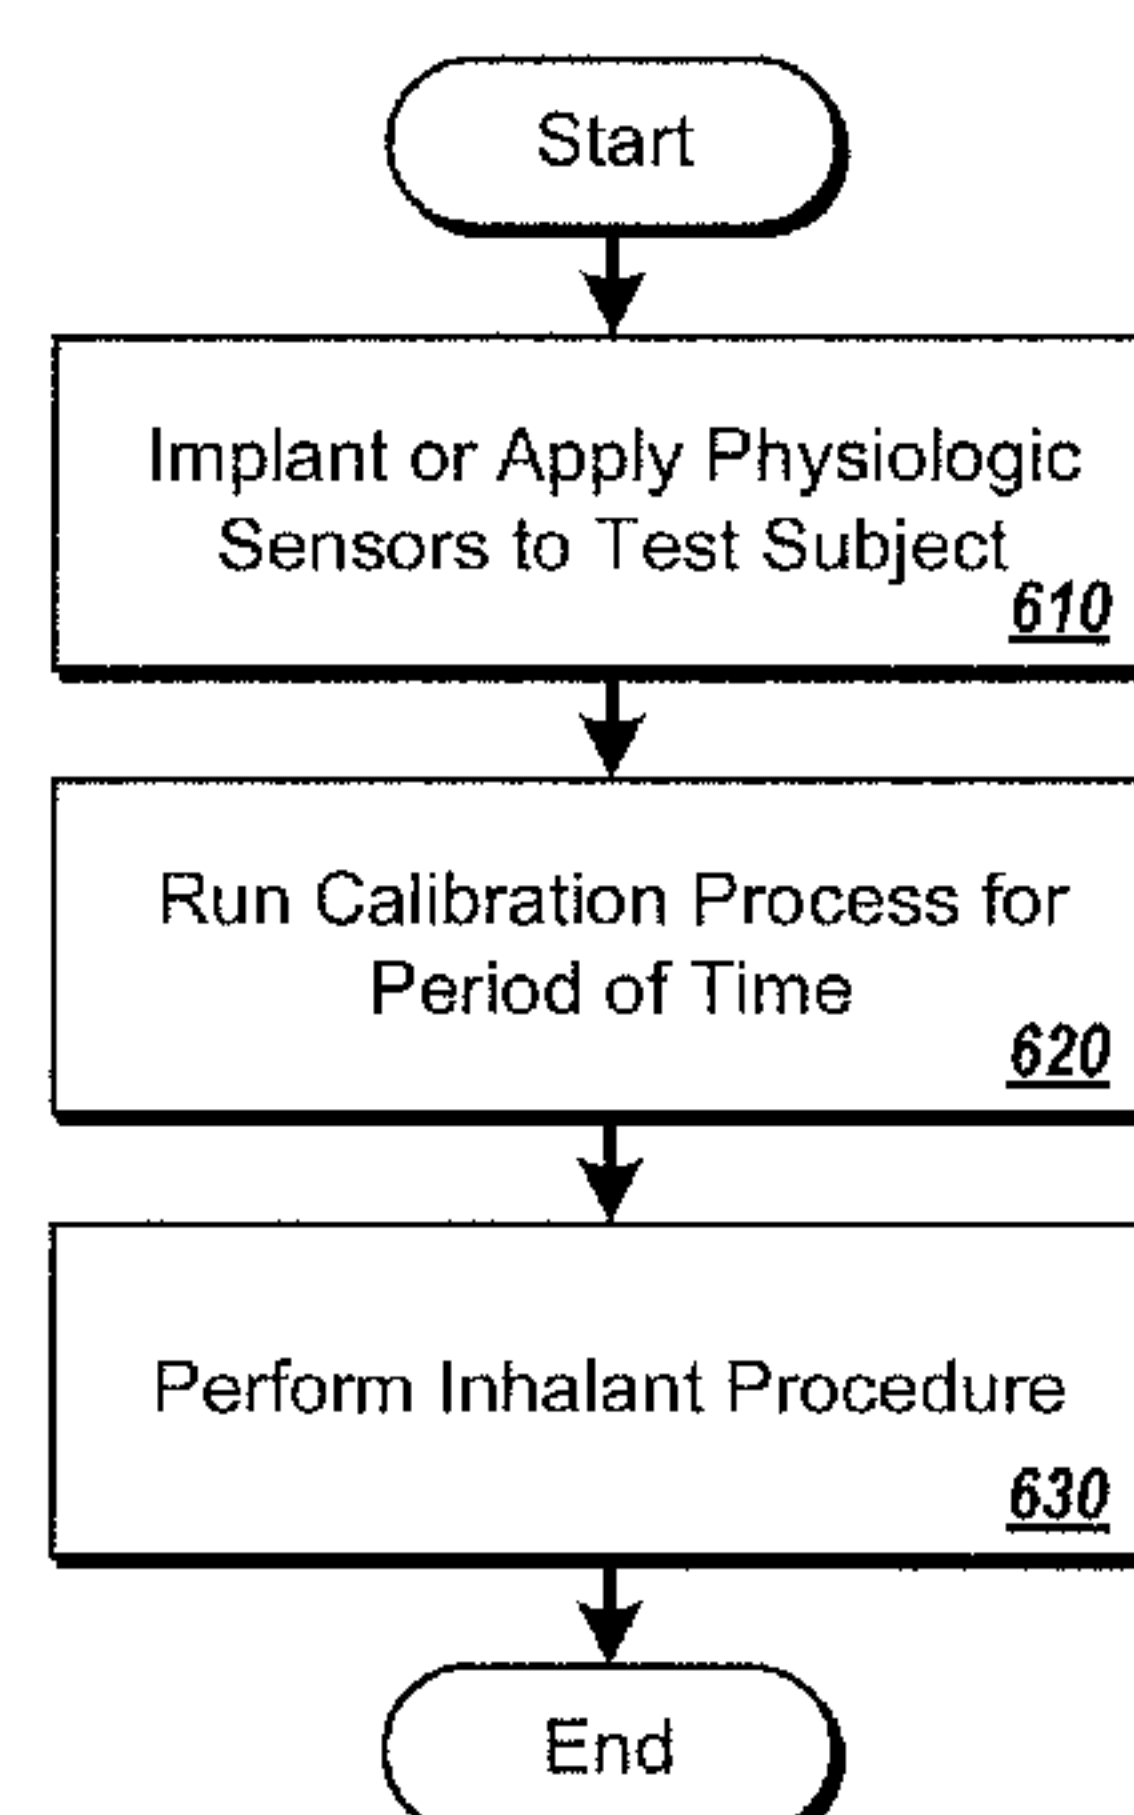 Start
Implant or Apply Physiologic
Sensors to Test Subject
610
Run Calibration Process for
Period of Time
620
Perform Inhalant Procedure
630
End